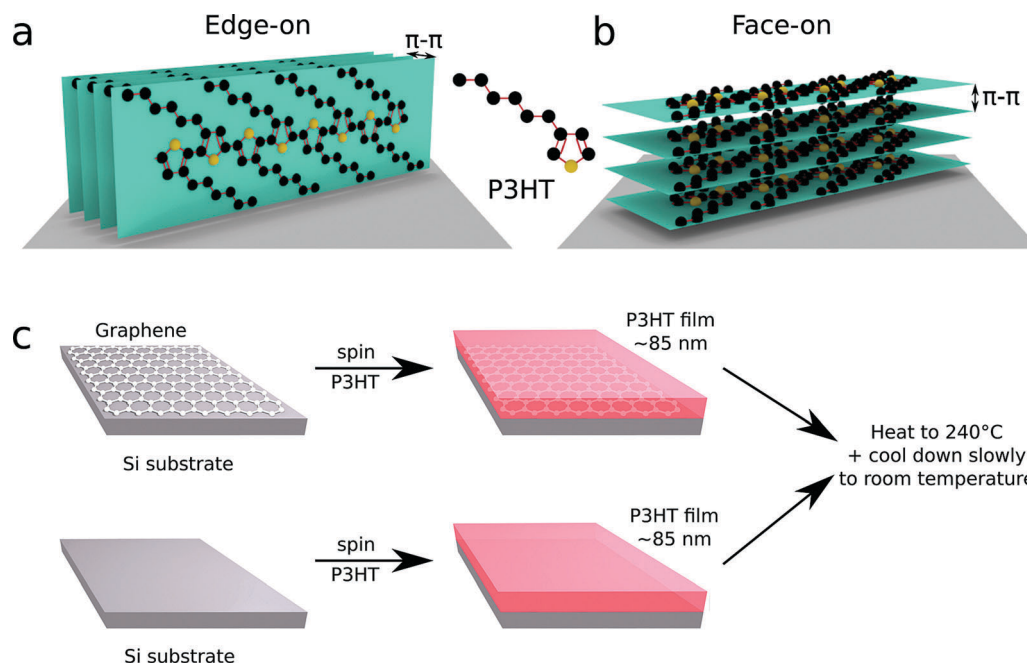 a
Edge-on
π-π
P3HT
b
Face-on
π-π
c
Graphene
Si substrate
spin
P3HT
P3HT film
~85 nm
Si substrate
spin
P3HT
P3HT film
~85 nm
Heat to 240°C
+ cool down slowly
to room temperature